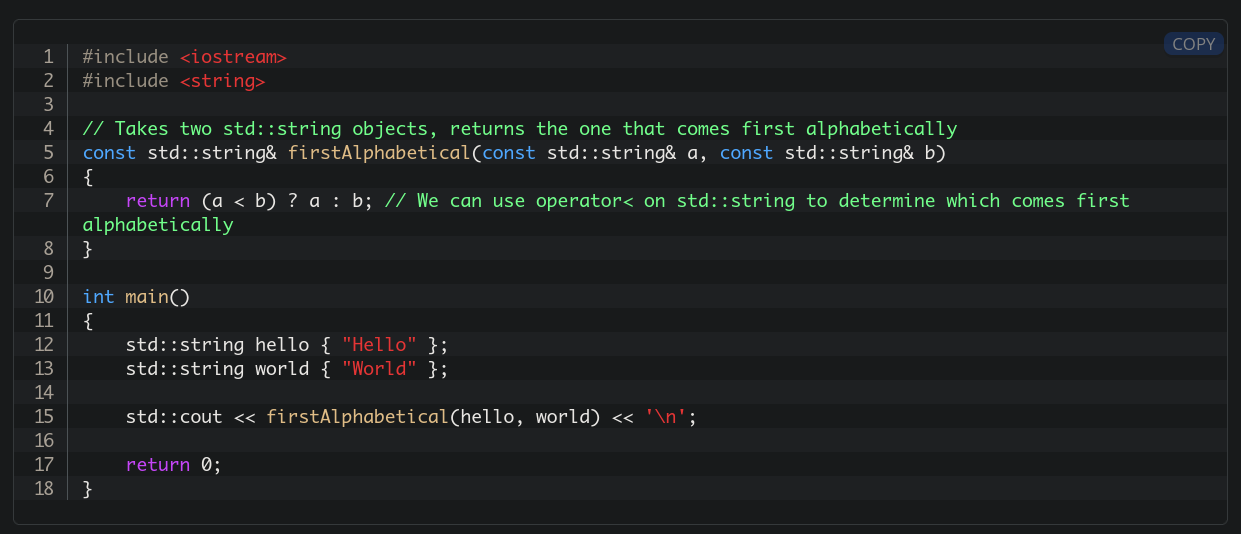 COPY
1 #include <iostream>
2 #include <string>
3
4 // Takes two std::string objects, returns the one that comes first alphabetically
5 const std::string& firstAlphabetical(const std::string& a, const std::string& b)
6 {
7     return (a < b) ? a : b; // We can use operator< on std::string to determine which comes first
alphabetically
8 }
9
10 int main()
11 {
12     std::string hello { "Hello" };
13     std::string world { "World" };
14
15     std::cout << firstAlphabetical(hello, world) << '\n';
16
17     return 0;
18 }